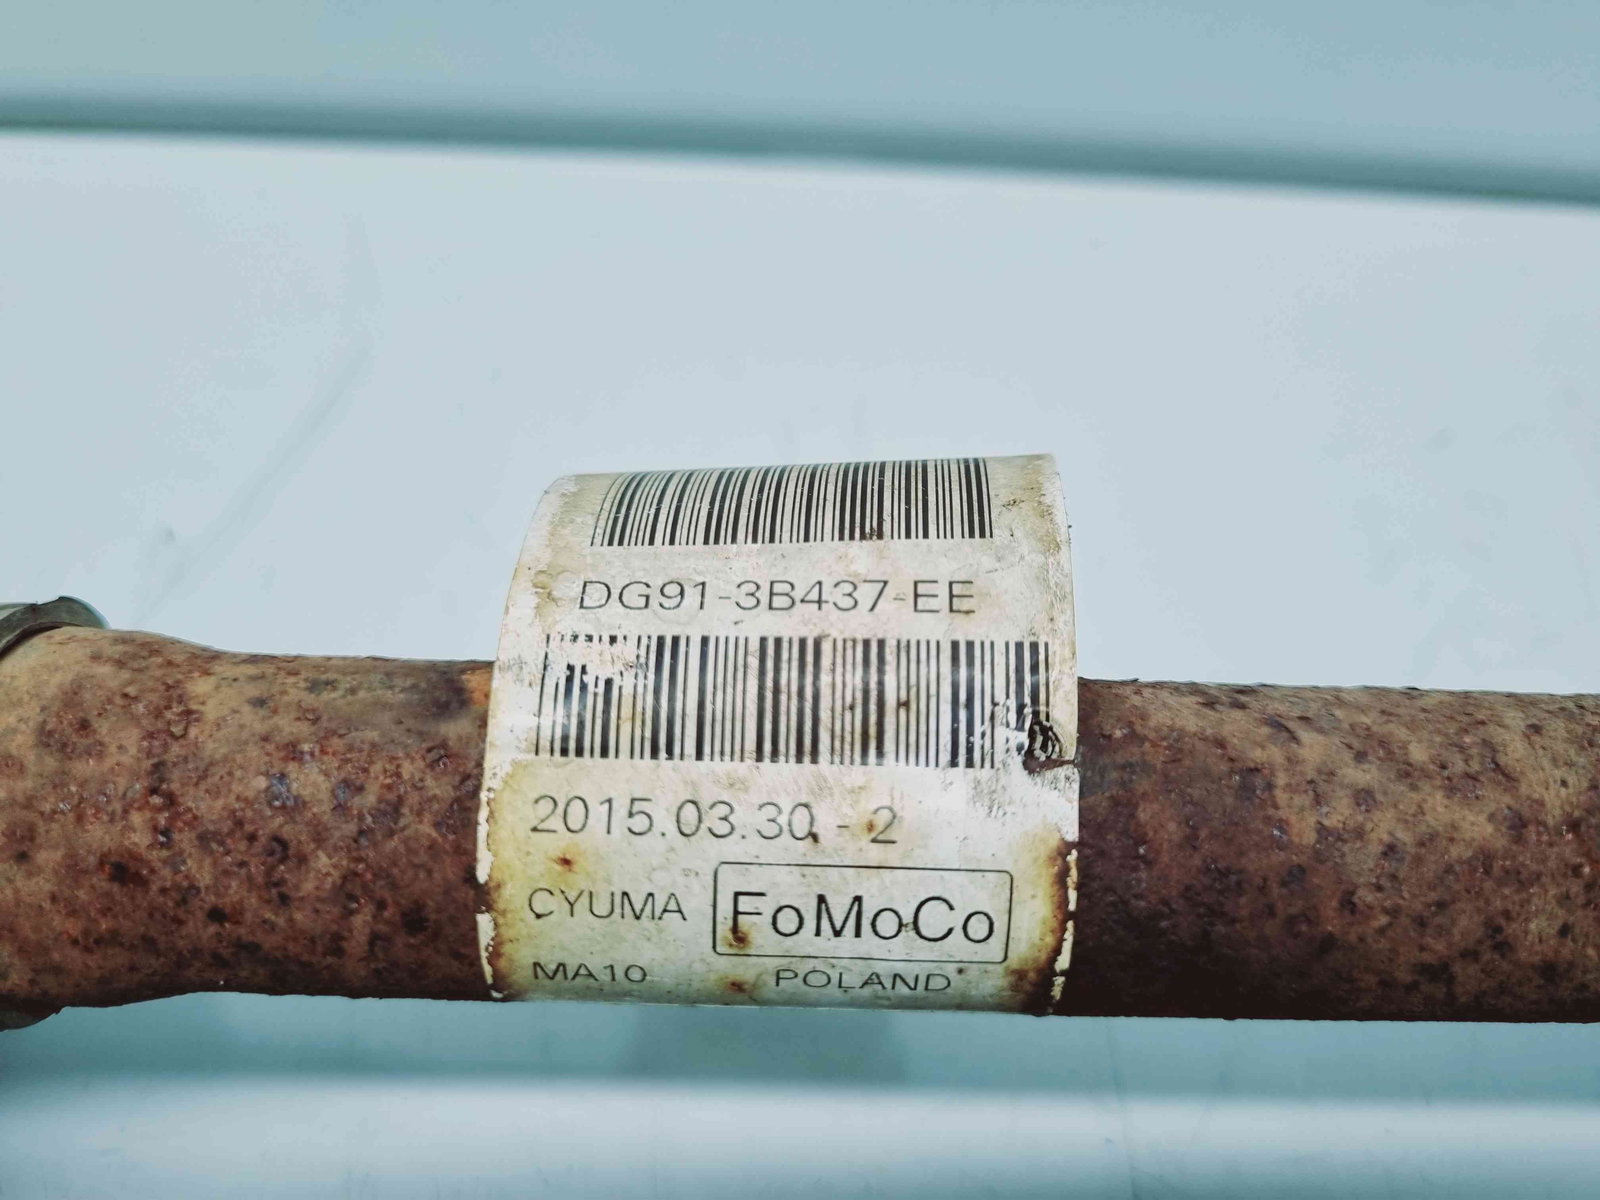 DG91-3B437-EE
2015.03.30 - 2
CYUMA FoMoCo
MA10 POLAND